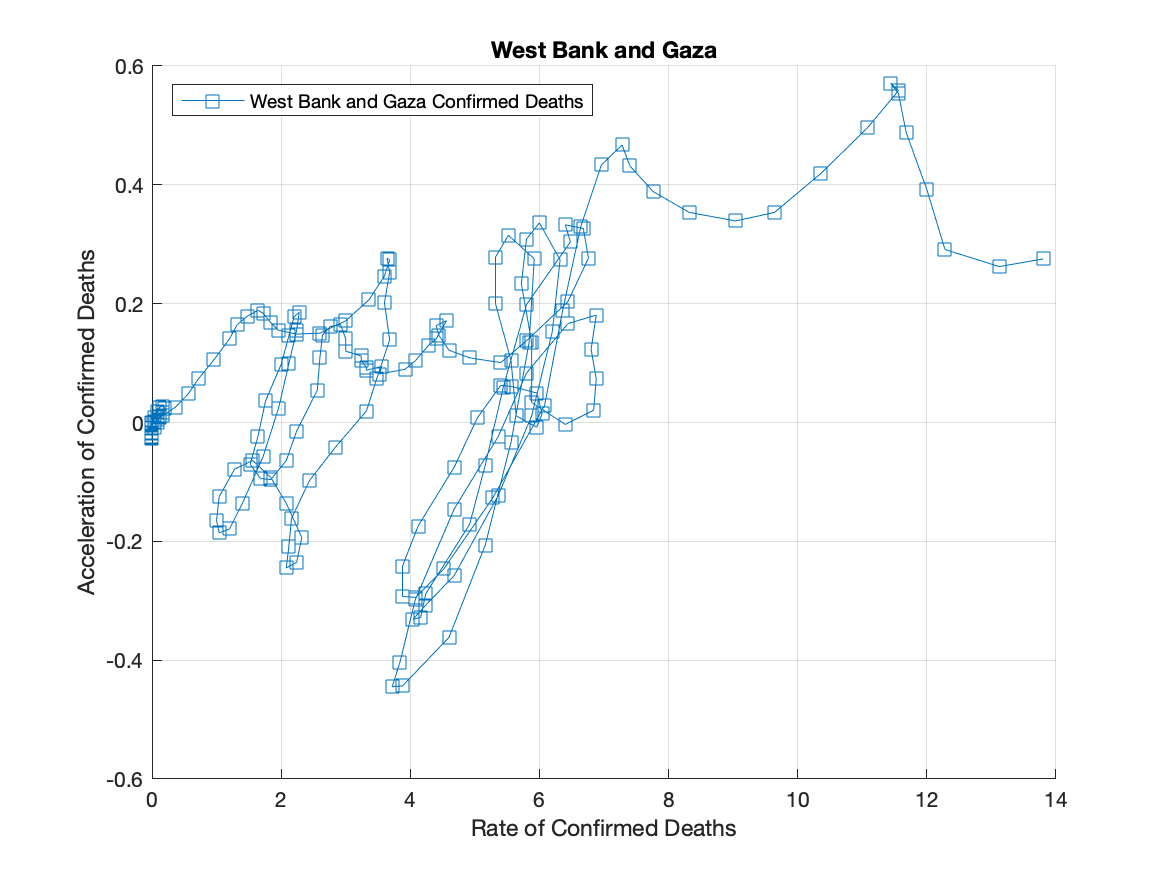 West Bank and Gaza
0.6
West Bank and Gaza Confirmed Deaths
0.4
0.2
0
-0.2
-0.4
-0.6
Acceleration of Confirmed Deaths
0 2 4 6 8 10 12 14
Rate of Confirmed Deaths